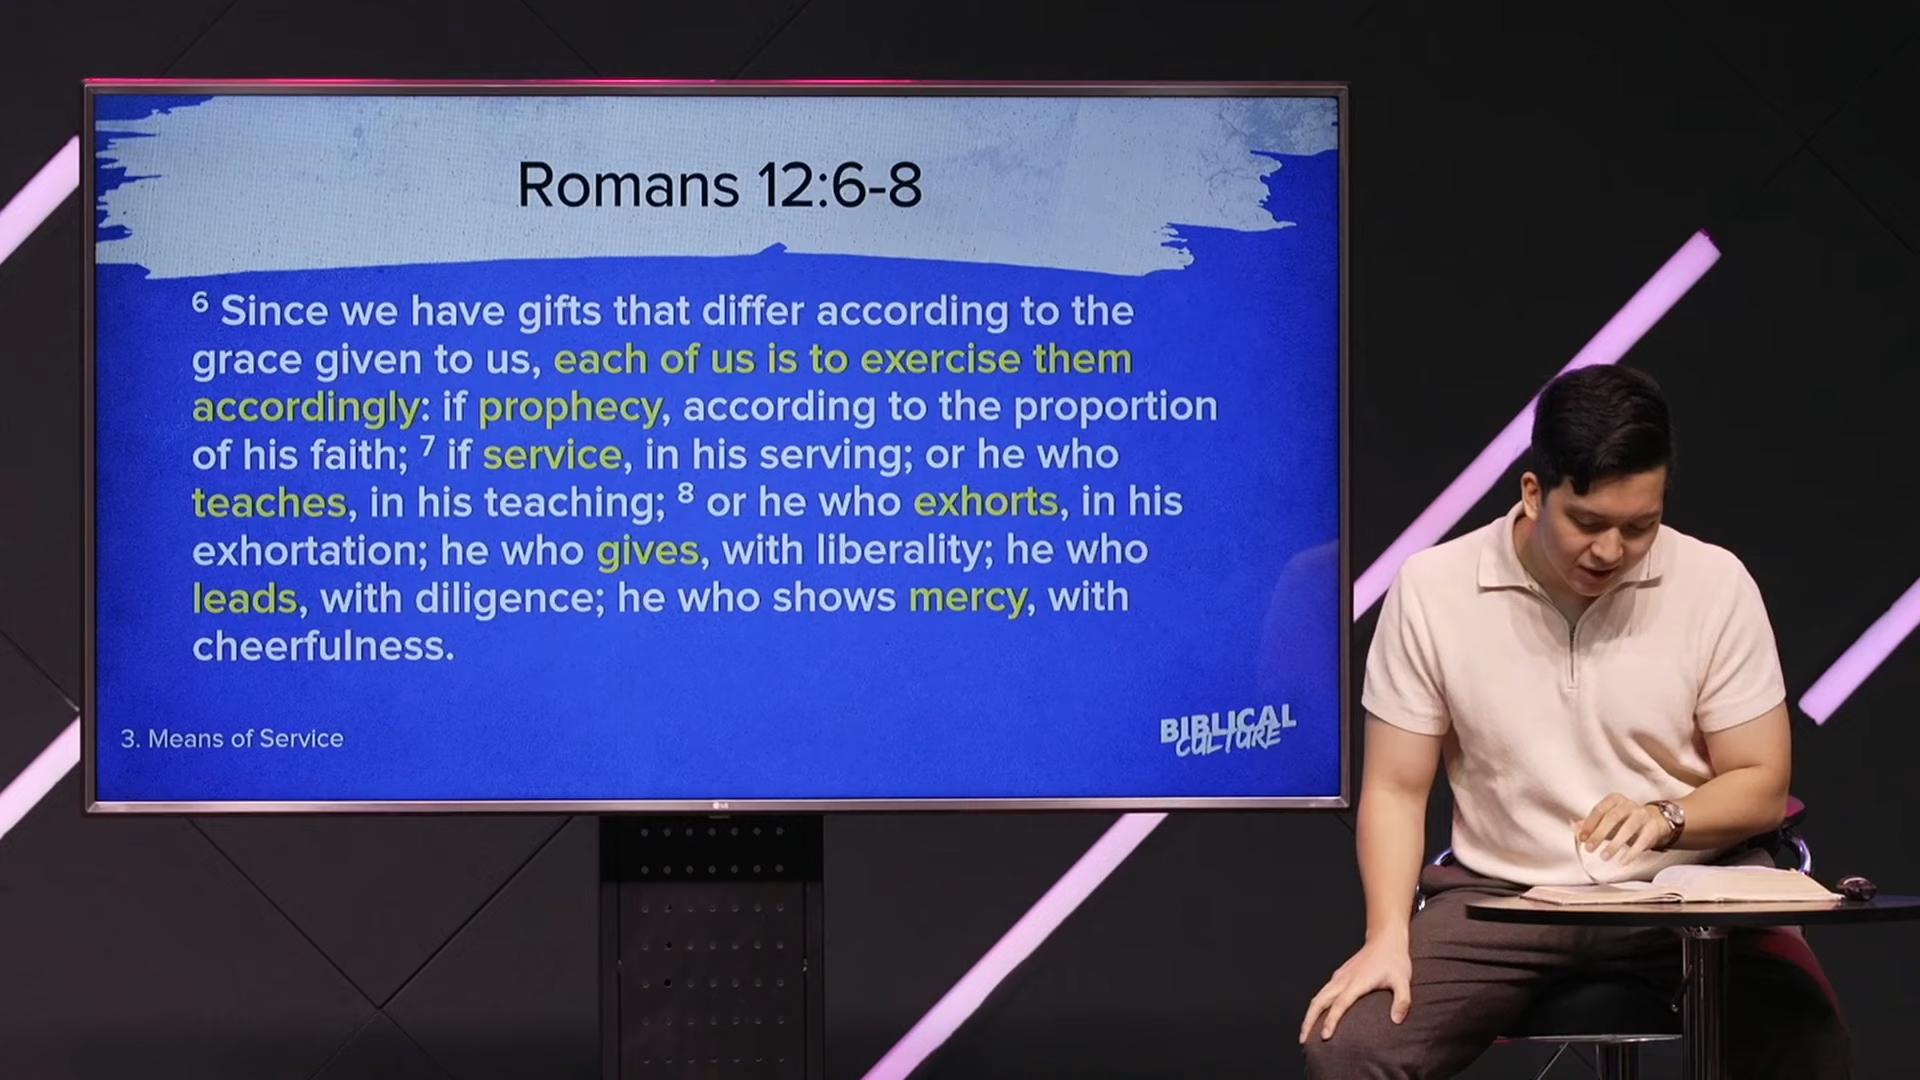 Romans 12:6-8
6 Since we have gifts that differ according to the
grace given to us, each of us is to exercise them
accordingly: if prophecy, according to the proportion
of his faith; 7 if service, in his serving; or he who
teaches, in his teaching; 8 or he who exhorts, in his
exhortation; he who gives, with liberality; he who
leads, with diligence; he who shows mercy, with
cheerfulness.
3. Means of Service
BIBLICAL
CULTURE
LG